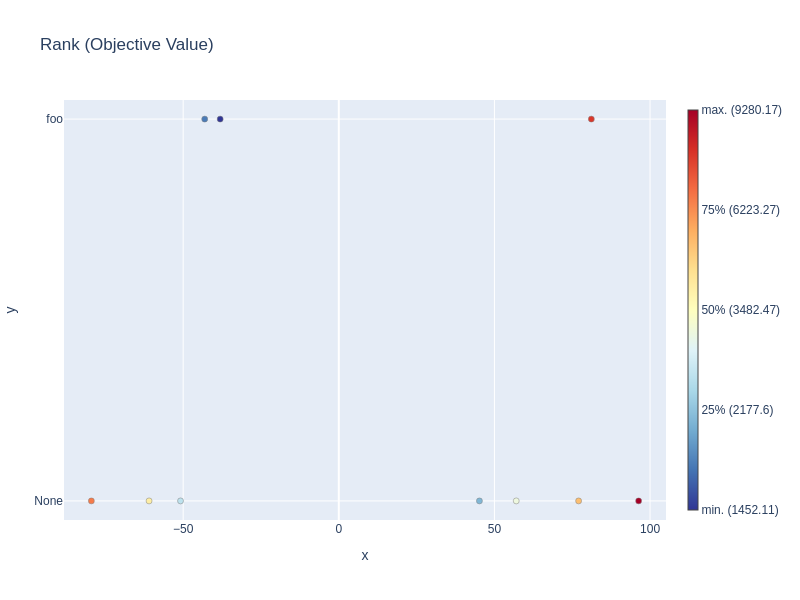 Rank (Objective Value)
foo
None
y
−50
0
50
100
x
max. (9280.17)
75% (6223.27)
50% (3482.47)
25% (2177.6)
min. (1452.11)